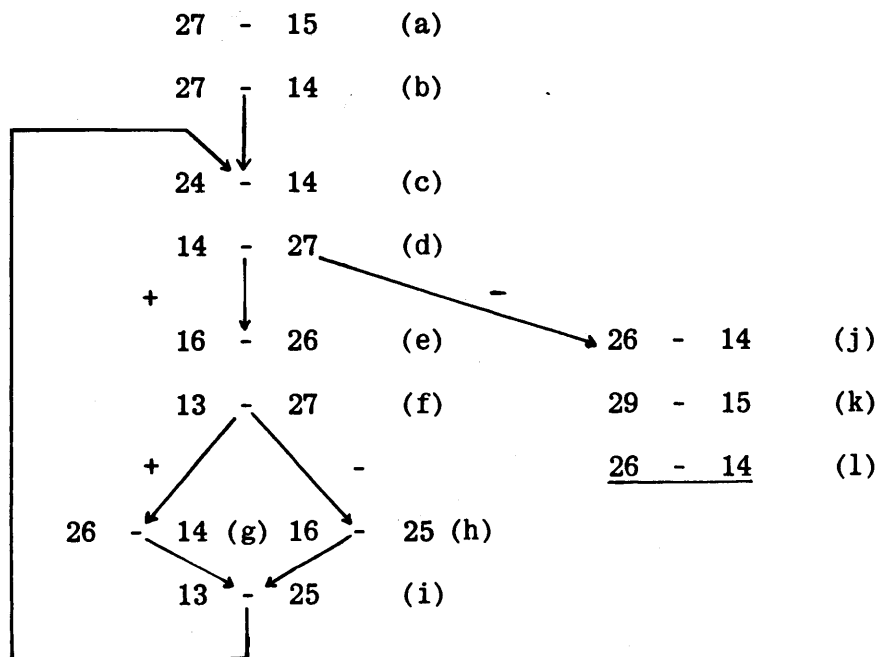 27 - 15 (a)
27 - 14 (b)
24 - 14 (c)
14 - 27 (d)
+ -
16 - 26 (e) 26 - 14 (j)
13 - 27 (f) 29 - 15 (k)
+ - 26 - 14 (l)
26 - 14 (g) 16 - 25 (h)
13 - 25 (i)